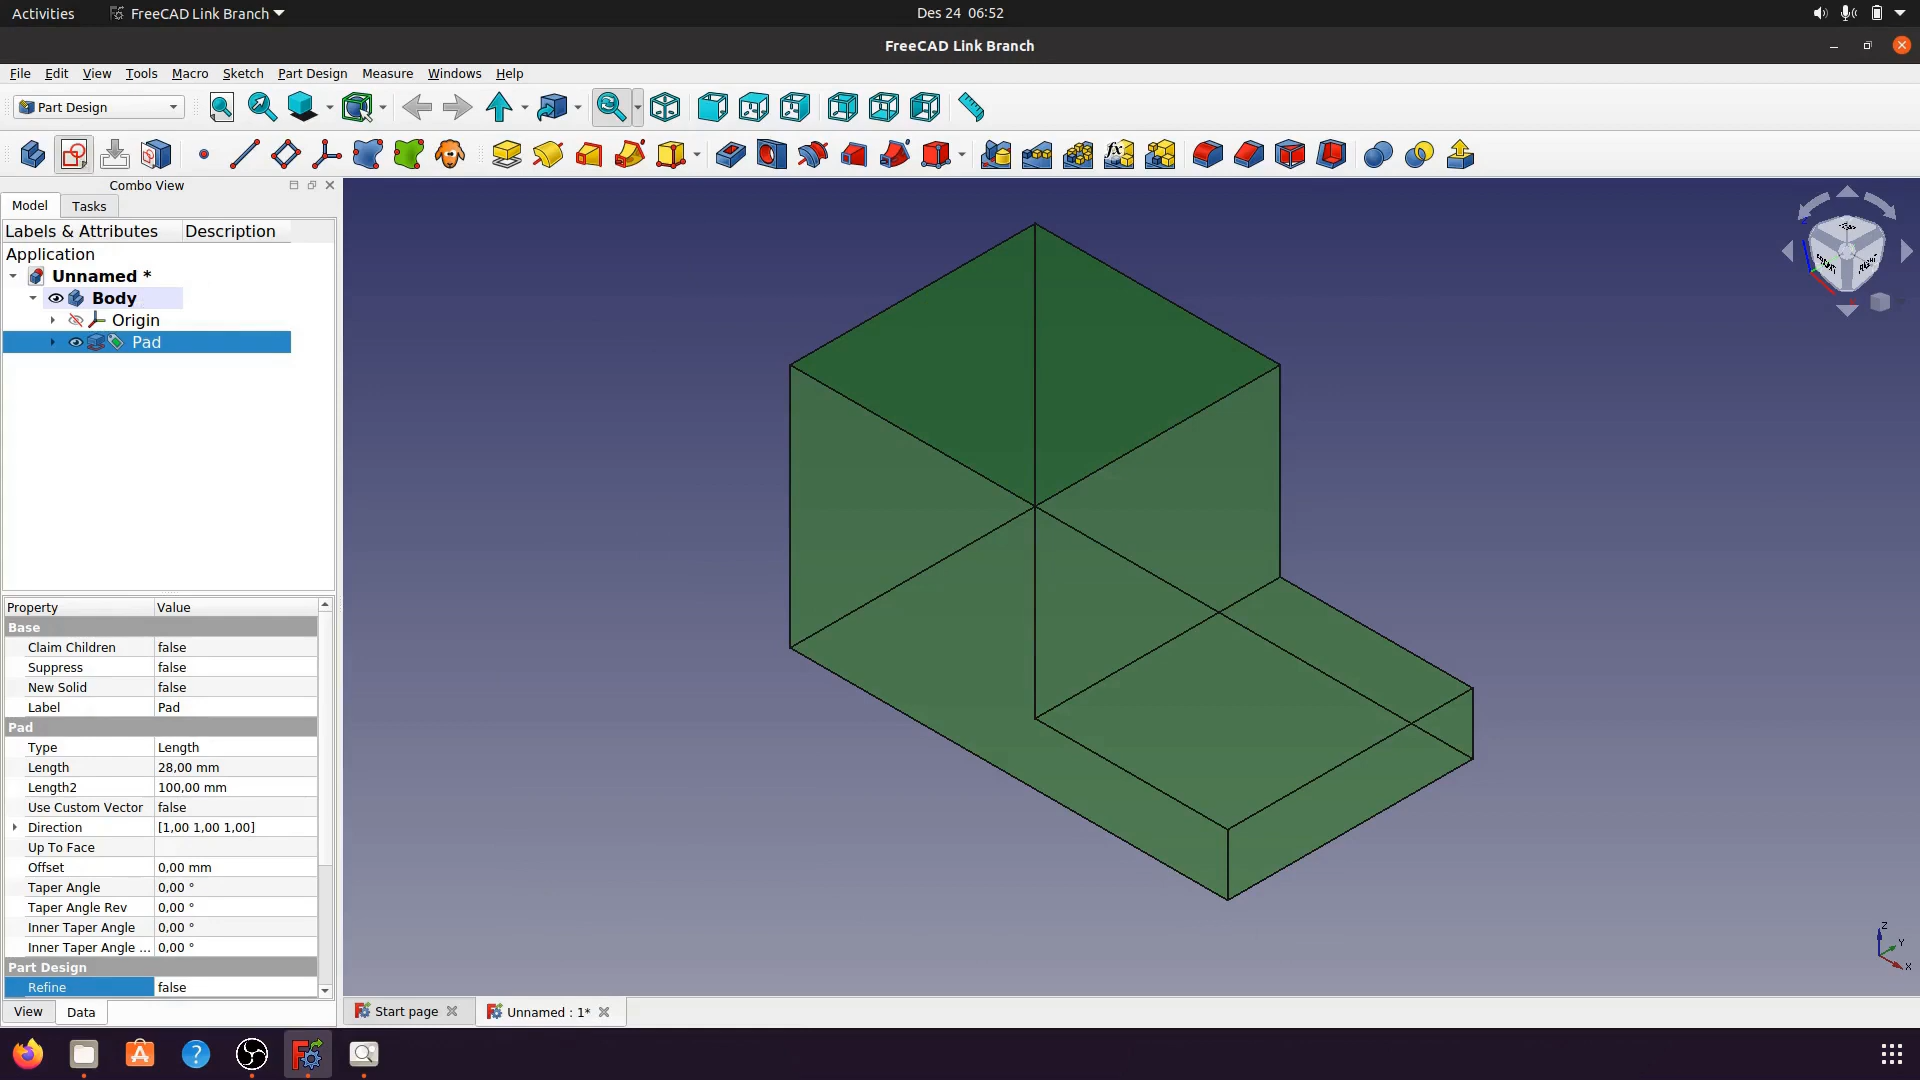 Activities
FreeCAD Link Branch
Des 24 06:52
FreeCAD Link Branch
File Edit View Tools Macro Sketch Part Design Measure Windows Help
Part Design
Combo View
Model
Tasks
Labels & Attributes
Description
Application
Unnamed *
Body
Origin
Pad
FRONT
RIGHT
Property Value
Base
Claim Children false
Suppress false
New Solid false
Label Pad
Pad
Type Length
Length 28,00 mm
Length2 100,00 mm
Use Custom Vector false
Direction [1,00 1,00 1,00]
Up To Face
Offset 0,00 mm
Taper Angle 0,00 °
Taper Angle Rev 0,00 °
Inner Taper Angle 0,00 °
Inner Taper Angle ... 0,00 °
Part Design
Refine false
View
Data
Start page
Unnamed : 1*
Z
Y
X